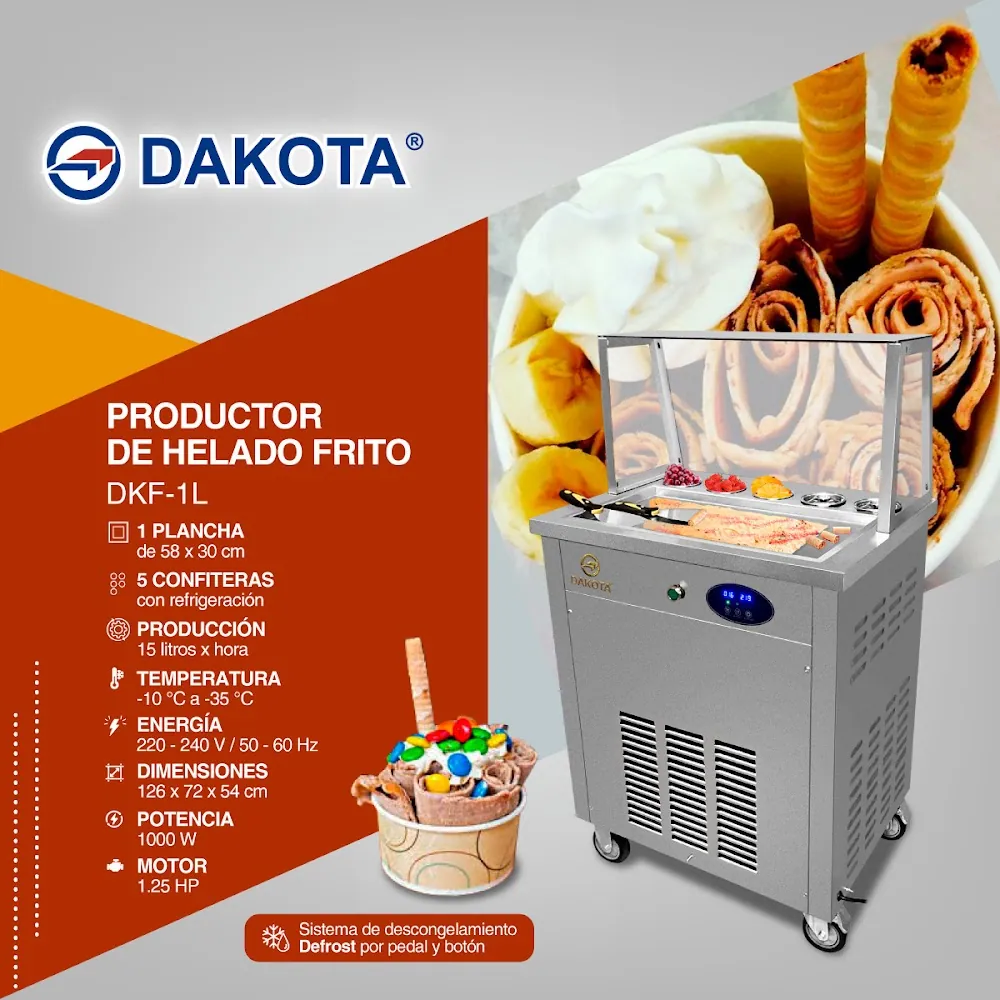 DAKOTA®
PRODUCTOR
DE HELADO FRITO
DKF-1L
1 PLANCHA
de 58 x 30 cm
5 CONFITERAS
con refrigeración
PRODUCCIÓN
15 litros x hora
TEMPERATURA
-10 °C a -35 °C
ENERGÍA
220 - 240 V / 50 - 60 Hz
DIMENSIONES
126 x 72 x 54 cm
POTENCIA
1000 W
MOTOR
1.25 HP
Sistema de descongelamiento
Defrost por pedal y botón
DAKOTA